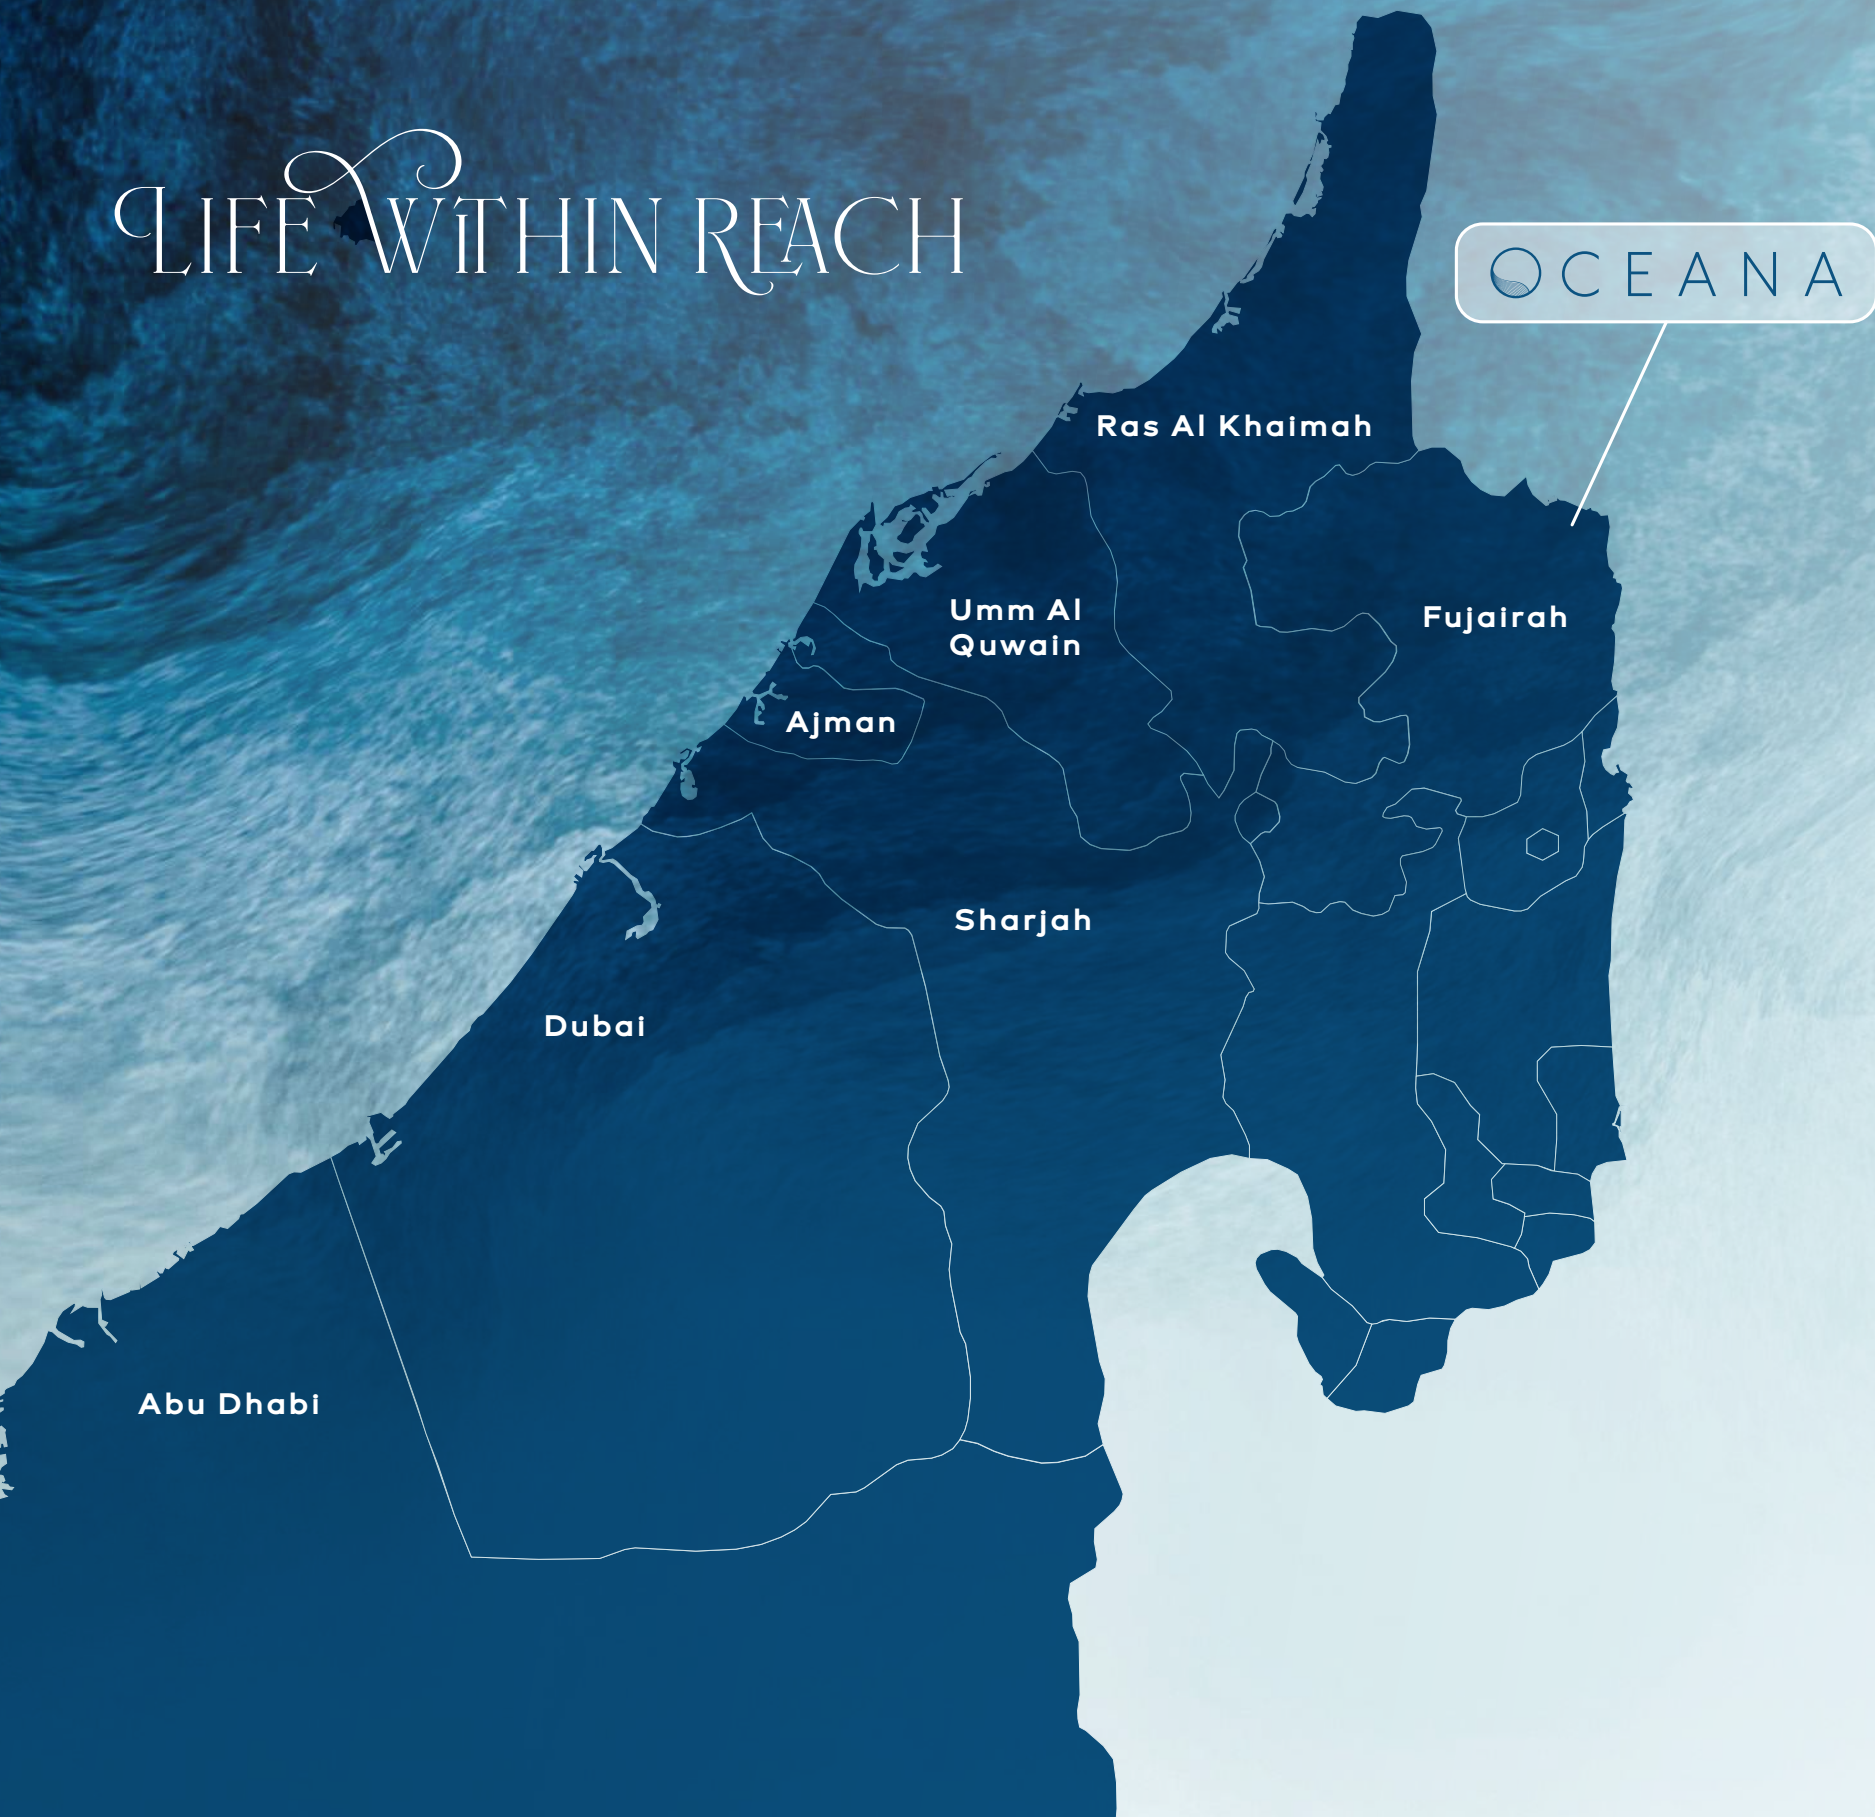 LIFE WITHIN REACH
OCEANA
Ras Al Khaimah
Umm Al
Quwain
Fujairah
Ajman
Sharjah
Dubai
Abu Dhabi